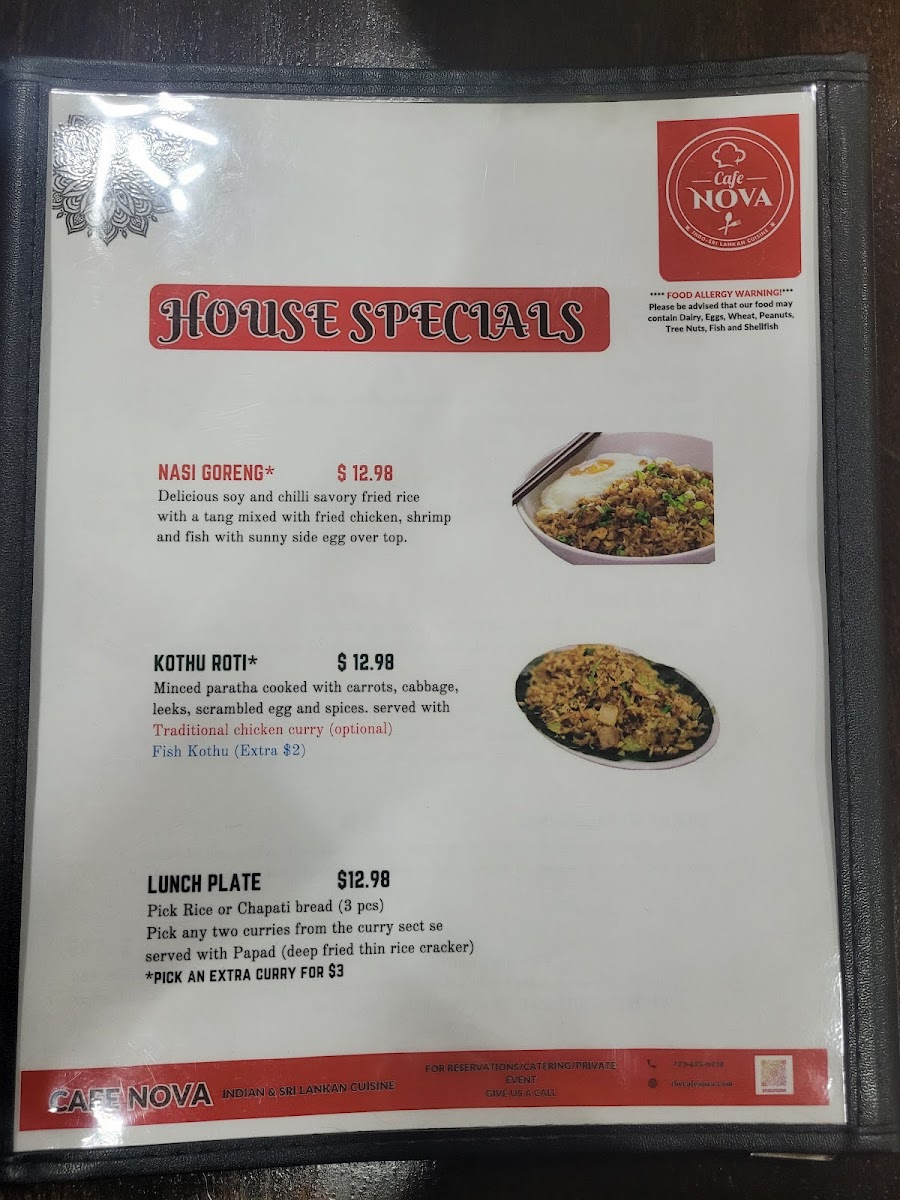 Cafe
NOVA
INDO-SRI LANKAN CUISINE
**** FOOD ALLERGY WARNING!***
Please be advised that our food may
contain Dairy, Eggs, Wheat, Peanuts,
Tree Nuts, Fish and Shellfish
HOUSE SPECIALS
NASI GORENG* $ 12.98
Delicious soy and chilli savory fried rice
with a tang mixed with fried chicken, shrimp
and fish with sunny side egg over top.
KOTHU ROTI* $ 12.98
Minced paratha cooked with carrots, cabbage,
leeks, scrambled egg and spices. served with
Traditional chicken curry (optional)
Fish Kothu (Extra $2)
LUNCH PLATE $12.98
Pick Rice or Chapati bread (3 pcs)
Pick any two curries from the curry sect se
served with Papad (deep fried thin rice cracker)
*PICK AN EXTRA CURRY FOR $3
CAFE NOVA INDIAN & SRI LANKAN CUISINE
FOR RESERVATIONS/CATERING/PRIVATE
EVENT
GIVE US A CALL